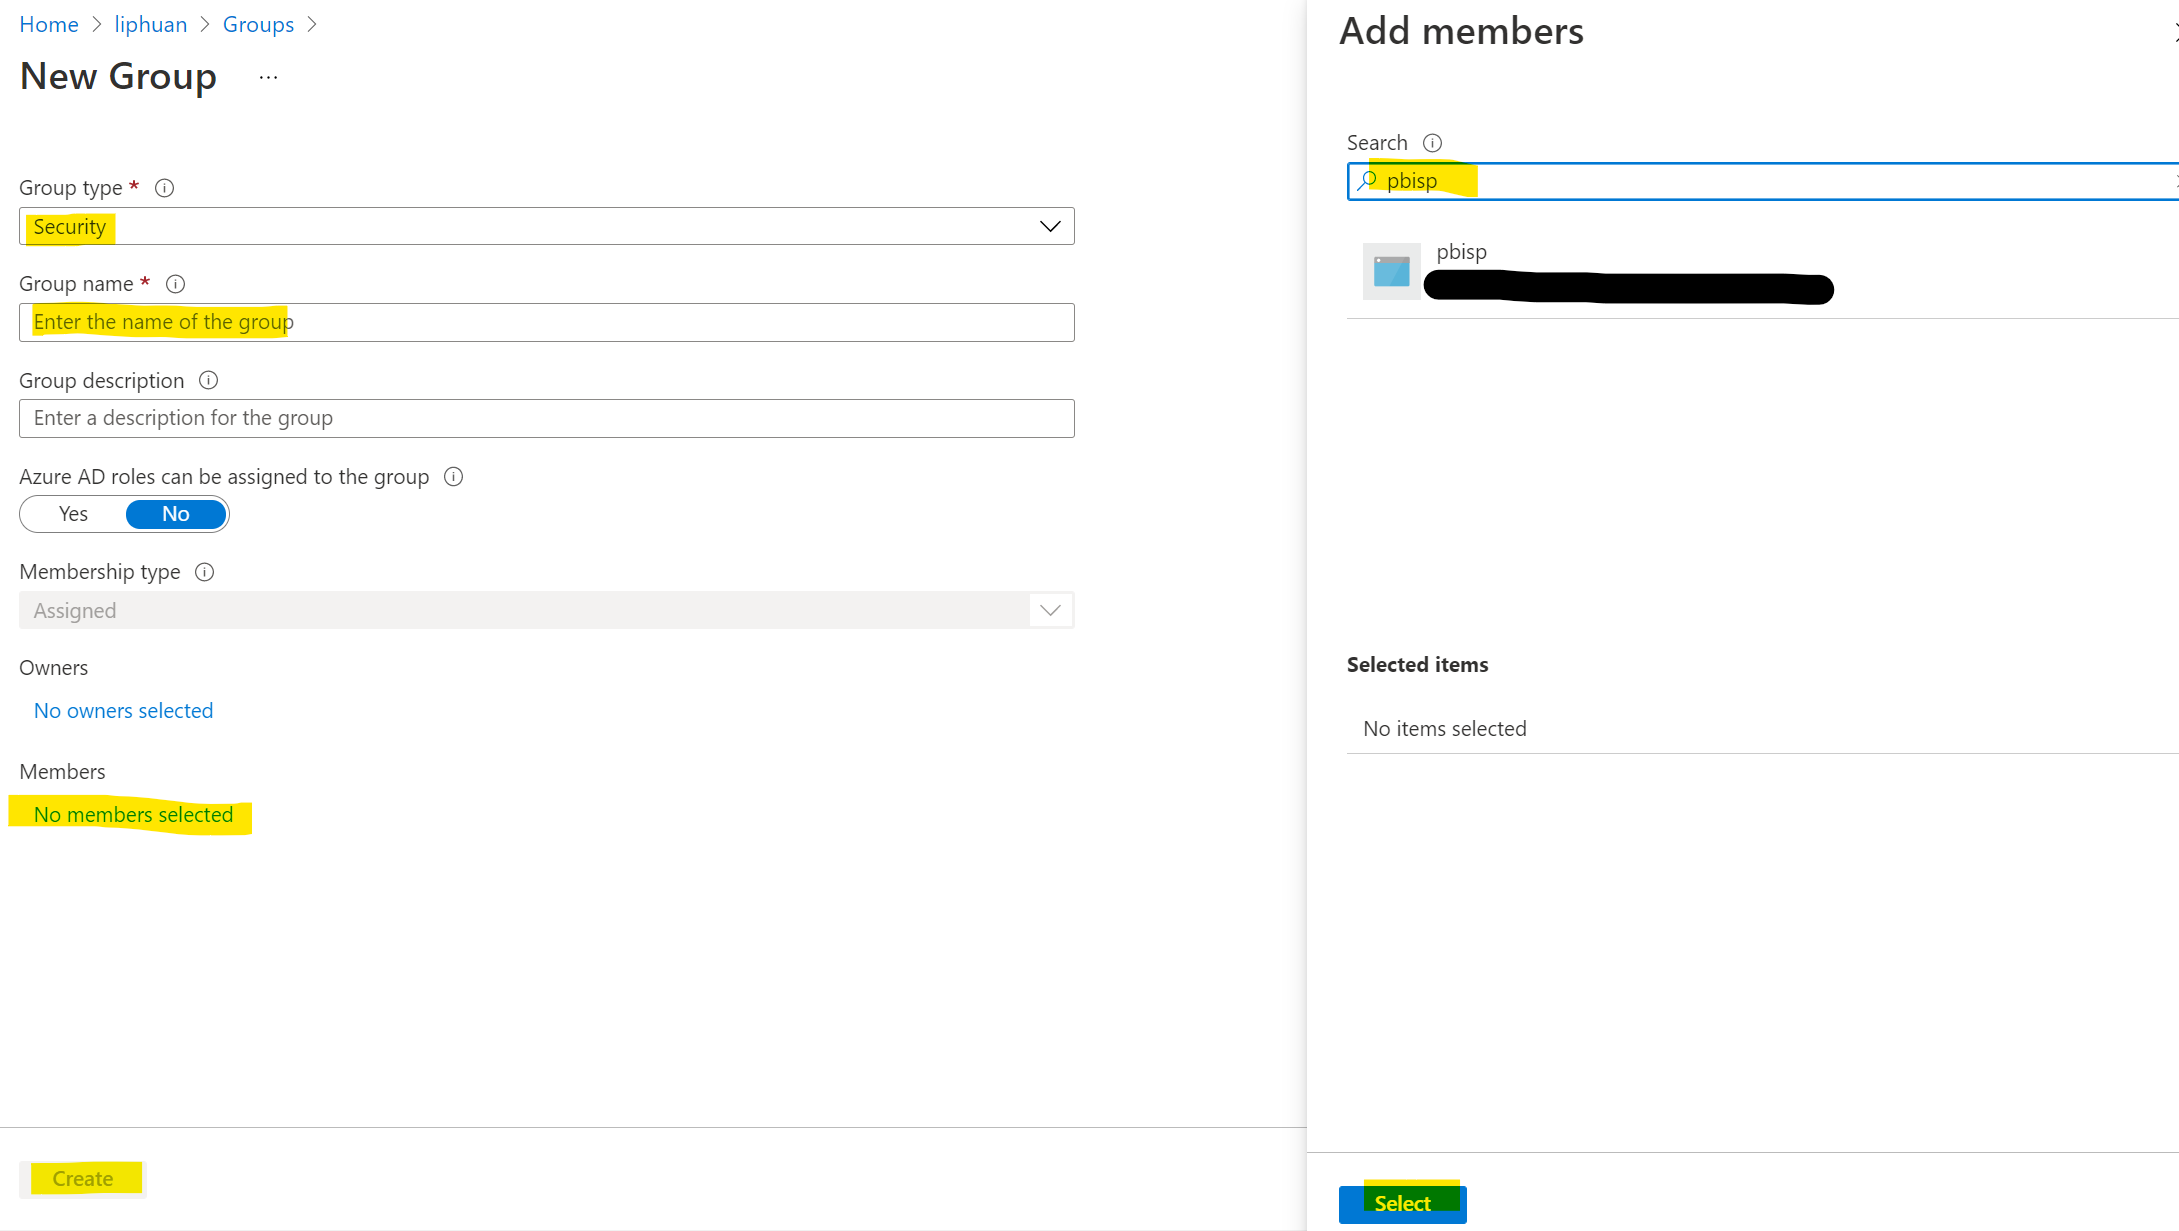 Home > liphuan > Groups >
New Group ...
Group type *
Security
Group name *
Enter the name of the group
Group description
Enter a description for the group
Azure AD roles can be assigned to the group
Yes No
Membership type
Assigned
Owners
No owners selected
Members
No members selected
Create
Add members
Search
pbisp
pbisp
Selected items
No items selected
Select